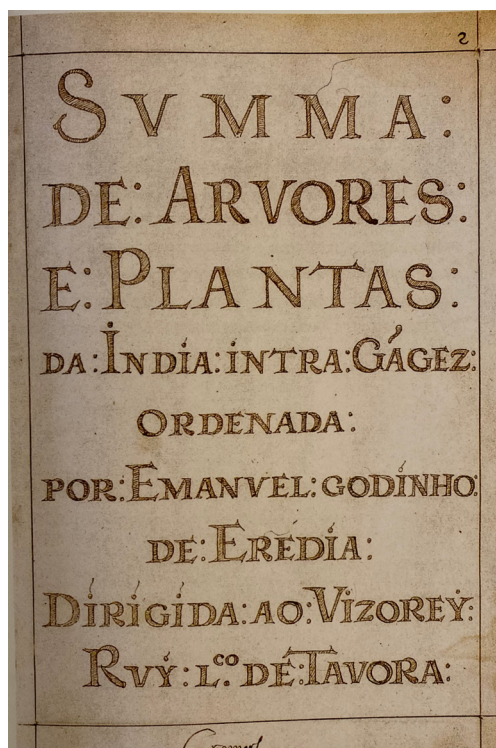 2
SVMMA:
DE: ARVORES:
E: PLANTAS:
DA: INDIA: INTRA: GÁGEZ:
ORDENADA:
POR: EMANVEL: GODINHO
DE: EREDIA:
DIRIGIDA: AO: VIZOREY:
RVY: L.co DE: TAVORA: